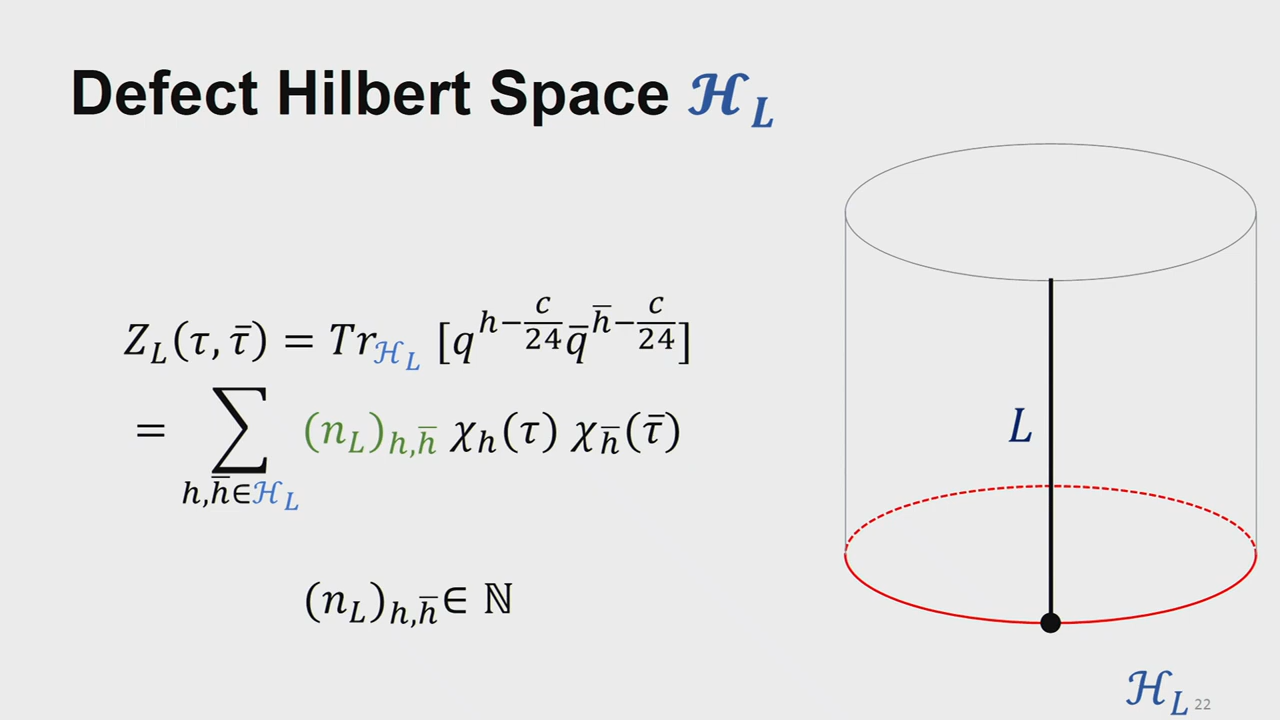 Defect Hilbert Space ℋ_L
Z_L(τ, τ̄) = Tr_{ℋ_L} [q^{h−c/24} q̄^{h̄−c/24}]
= ∑_{h,h̄∈ℋ_L} (n_L)_{h,h̄} χ_h(τ) χ_h̄(τ̄)
(n_L)_{h,h̄} ∈ ℕ
L
ℋ_L
22